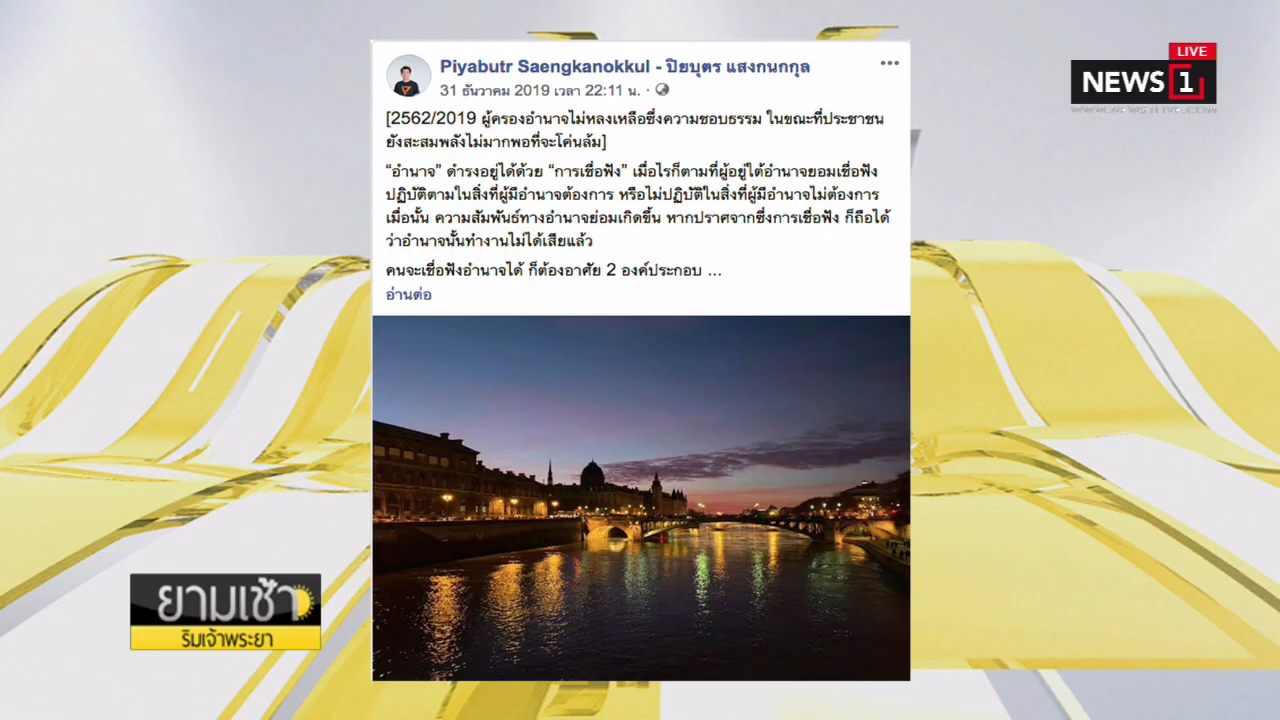 Piyabutr Saengkanokkul - ปิยบุตร แสงกนกกุล
31 ธันวาคม 2019 เวลา 22:11 น. ·
[2562/2019 ผู้ครองอำนาจไม่หลงเหลือซึ่งความชอบธรรม ในขณะที่ประชาชน
ยังสะสมพลังไม่มากพอที่จะโค่นล้ม]
“อำนาจ” ดำรงอยู่ได้ด้วย “การเชื่อฟัง” เมื่อไรก็ตามที่ผู้อยู่ใต้อำนาจยอมเชื่อฟัง
ปฏิบัติตามในสิ่งที่ผู้มีอำนาจต้องการ หรือไม่ปฏิบัติในสิ่งที่ผู้มีอำนาจไม่ต้องการ
เมื่อนั้น ความสัมพันธ์ทางอำนาจย่อมเกิดขึ้น หากปราศจากซึ่งการเชื่อฟัง ก็ถือได้
ว่าอำนาจนั้นทำงานไม่ได้เสียแล้ว
คนจะเชื่อฟังอำนาจได้ ก็ต้องอาศัย 2 องค์ประกอบ ...
อ่านต่อ
LIVE
NEWS 1
ยามเช้า
ริมเจ้าพระยา